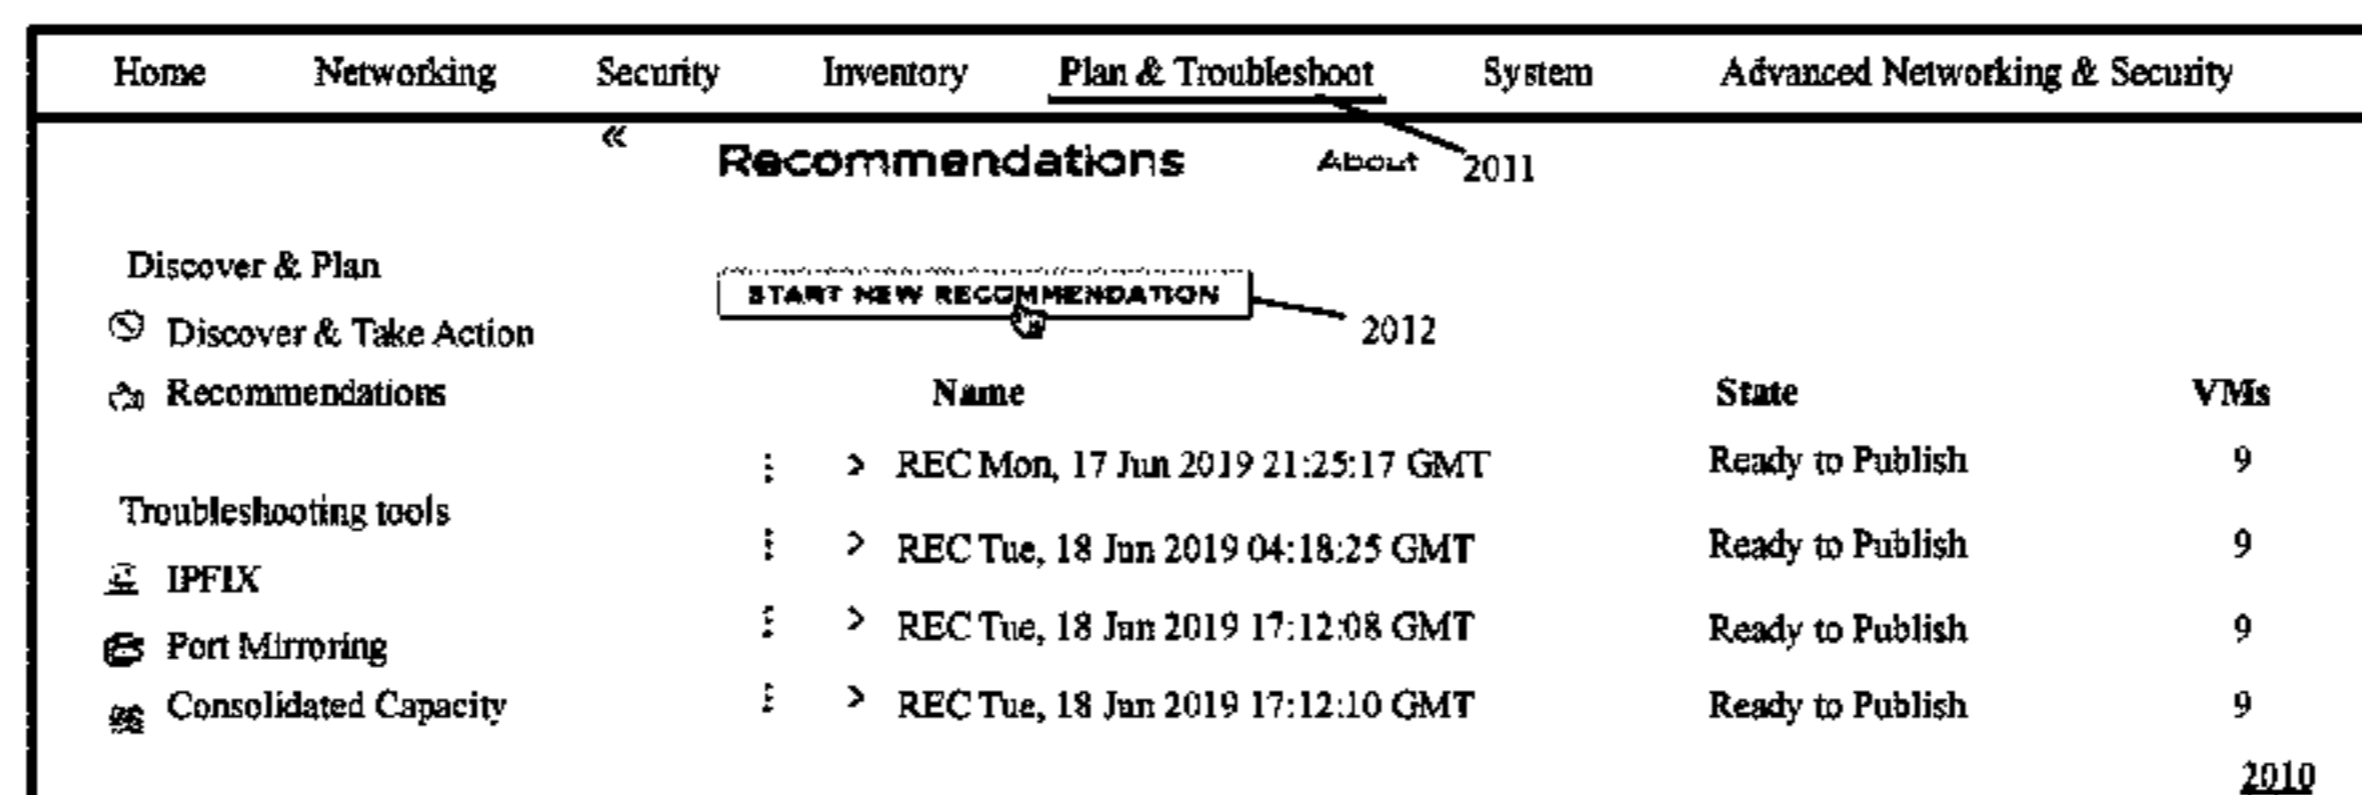 Home Networking Security Inventory Plan & Troubleshoot System Advanced Networking & Security
« Recommendations About 2011
Discover & Plan
START NEW RECOMMENDATION
Discover & Take Action 2012
Recommendations Name State VMs
> REC Mon, 17 Jun 2019 21:25:17 GMT Ready to Publish 9
Troubleshooting tools
> REC Tue, 18 Jun 2019 04:18:25 GMT Ready to Publish 9
IPFIX
> REC Tue, 18 Jun 2019 17:12:08 GMT Ready to Publish 9
Port Mirroring
Consolidated Capacity > REC Tue, 18 Jun 2019 17:12:10 GMT Ready to Publish 9
2010